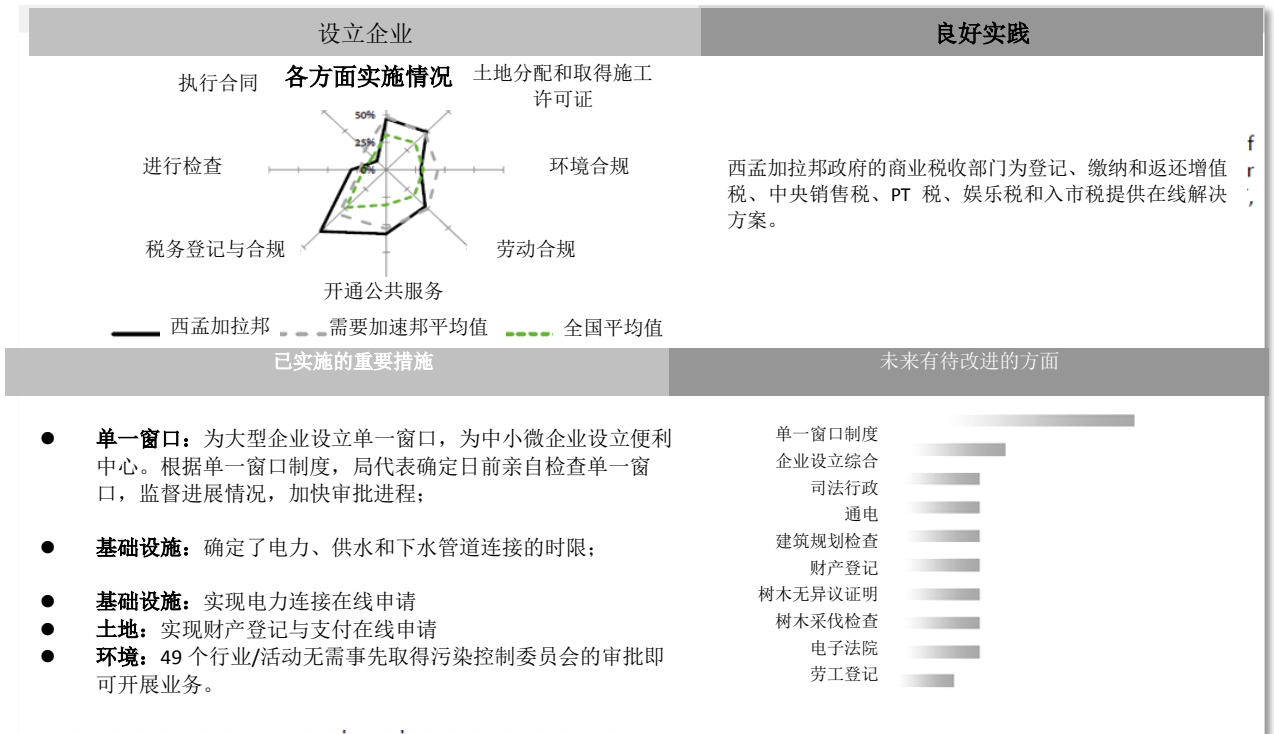 设立企业
良好实践
各方面实施情况
执行合同
土地分配和取得施工
许可证
50%
25%
0%
进行检查
环境合规
税务登记与合规
劳动合规
开通公共服务
西孟加拉邦
需要加速邦平均值
全国平均值
西孟加拉邦政府的商业税收部门为登记、缴纳和返还增值
税、中央销售税、PT 税、娱乐税和入市税提供在线解决
方案。
f
r
,
已实施的重要措施
未来有待改进的方面
● 单一窗口：为大型企业设立单一窗口，为中小微企业设立便利
中心。根据单一窗口制度，局代表确定日前亲自检查单一窗
口，监督进展情况，加快审批进程；
● 基础设施：确定了电力、供水和下水管道连接的时限；
● 基础设施：实现电力连接在线申请
● 土地：实现财产登记与支付在线申请
● 环境：49 个行业/活动无需事先取得污染控制委员会的审批即
可开展业务。
单一窗口制度
企业设立综合
司法行政
通电
建筑规划检查
财产登记
树木无异议证明
树木采伐检查
电子法院
劳工登记